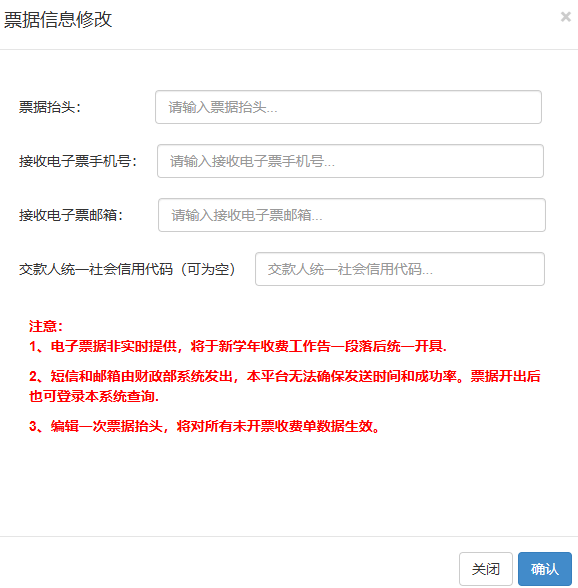 票据信息修改
×
票据抬头：
请输入票据抬头...
接收电子票手机号：
请输入接收电子票手机号...
接收电子票邮箱：
请输入接收电子票邮箱...
交款人统一社会信用代码（可为空）
交款人统一社会信用代码...
注意：
1、电子票据非实时提供，将于新学年收费工作告一段落后统一开具.
2、短信和邮箱由财政部系统发出，本平台无法确保发送时间和成功率。票据开出后
也可登录本系统查询.
3、编辑一次票据抬头，将对所有未开票收费单数据生效。
关闭
确认